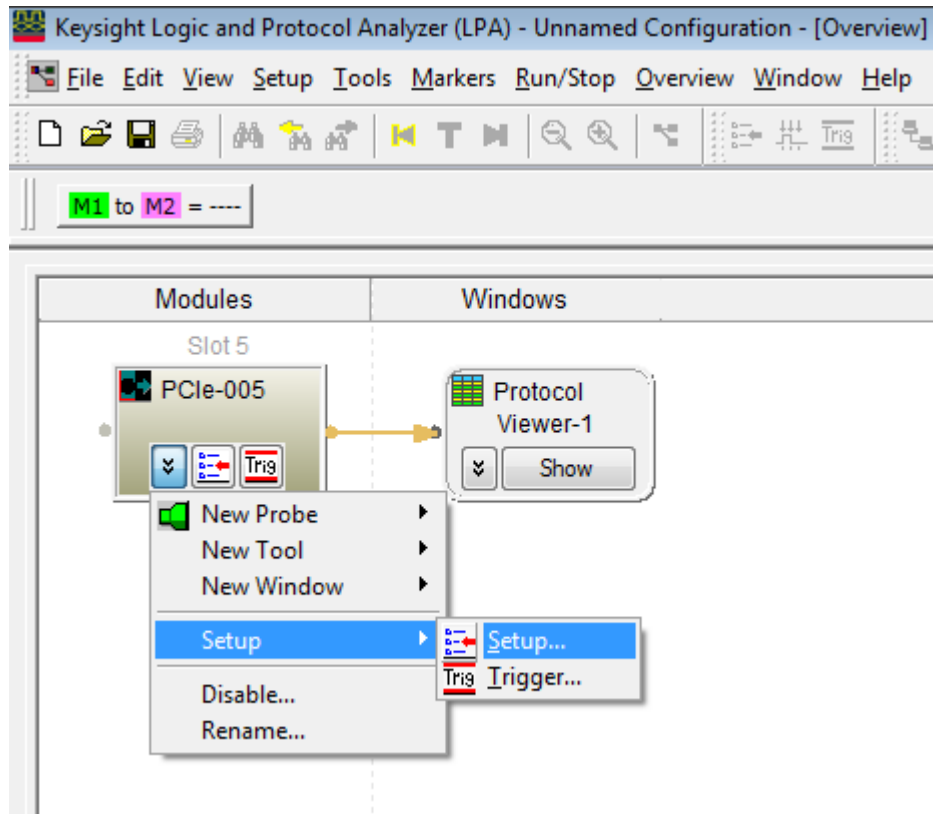 Keysight Logic and Protocol Analyzer (LPA) - Unnamed Configuration - [Overview]
File Edit View Setup Tools Markers Run/Stop Overview Window Help
T Trig
M1 to M2 = ----
Modules Windows
Slot 5
PCIe-005
Trig
Protocol
Viewer-1
Show
New Probe
New Tool
New Window
Setup
Disable...
Rename...
Setup...
Trig Trigger...